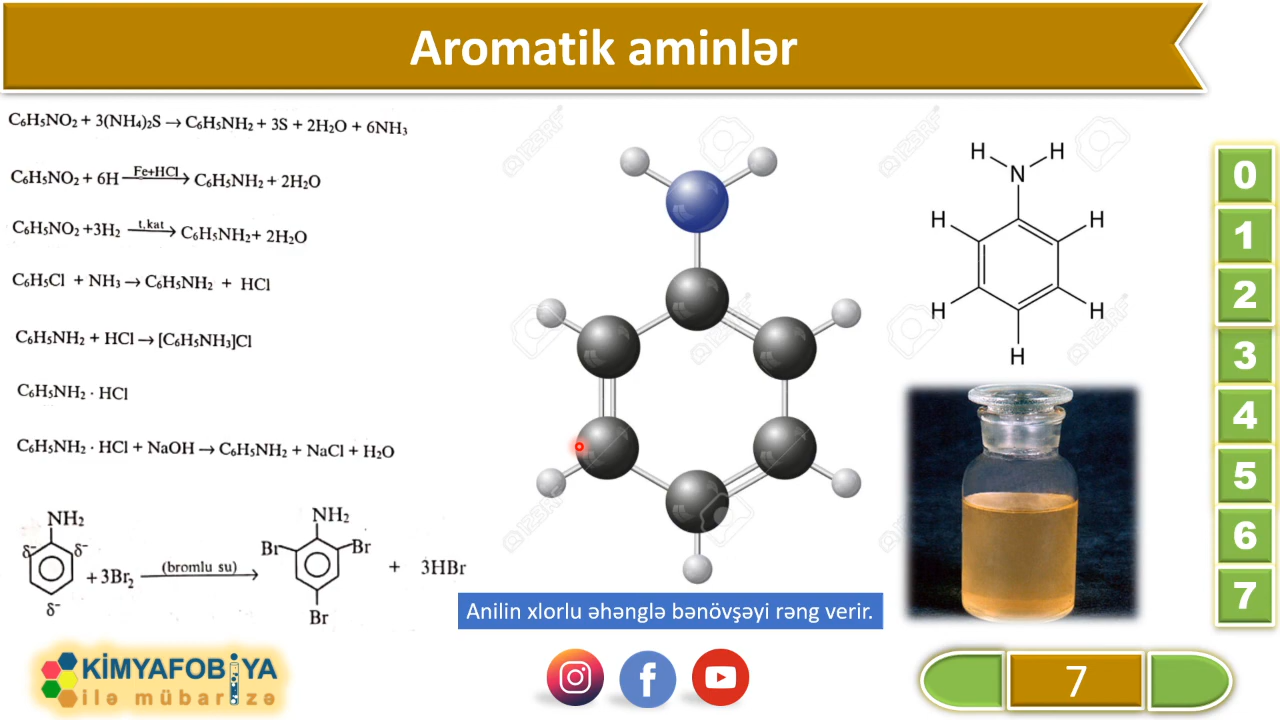 Aromatik aminlər
C₆H₅NO₂ + 3(NH₄)₂S → C₆H₅NH₂ + 3S + 2H₂O + 6NH₃
C₆H₅NO₂ + 6H Fe+HCl → C₆H₅NH₂ + 2H₂O
C₆H₅NO₂ +3H₂ t,kat → C₆H₅NH₂+ 2H₂O
C₆H₅Cl + NH₃ → C₆H₅NH₂ + HCl
C₆H₅NH₂ + HCl → [C₆H₅NH₃]Cl
C₆H₅NH₂ · HCl
C₆H₅NH₂ · HCl + NaOH → C₆H₅NH₂ + NaCl + H₂O
NH₂ NH₂
δ⁻ δ⁻ Br Br
+ 3Br₂ (bromlu su) → + 3HBr
δ⁻ Br
H H
N
H H
H H
H
123RF
Anilin xlorlu əhənglə bənövşəyi rəng verir.
0
1
2
3
4
5
6
7
KİMYAFOBİYA
ilə mübarizə
7